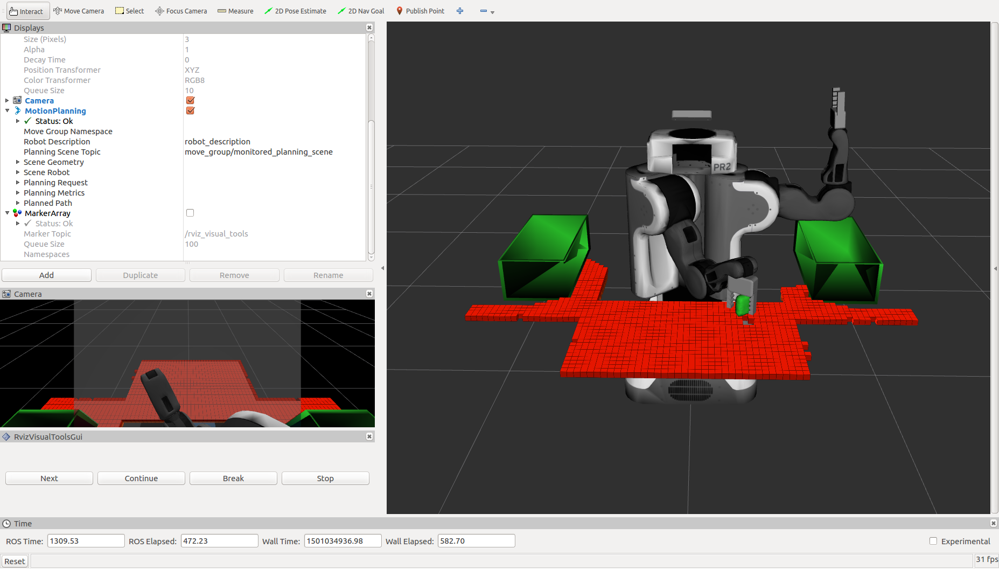 Interact Move Camera Select Focus Camera Measure 2D Pose Estimate 2D Nav Goal Publish Point
Displays
Size (Pixels) 3
Alpha 1
Decay Time 0
Position Transformer XYZ
Color Transformer RGB8
Queue Size 10
Camera
MotionPlanning
Status: Ok
Move Group Namespace
Robot Description robot_description
Planning Scene Topic move_group/monitored_planning_scene
Scene Geometry
Scene Robot
Planning Request
Planning Metrics
Planned Path
MarkerArray
Status: Ok
Marker Topic /rviz_visual_tools
Queue Size 100
Namespaces
Add Duplicate Remove Rename
Camera
RvizVisualToolsGui
Next Continue Break Stop
PR2
Time
ROS Time: 1309.53 ROS Elapsed: 472.23 Wall Time: 1501034936.98 Wall Elapsed: 582.70 Experimental
Reset 31 fps